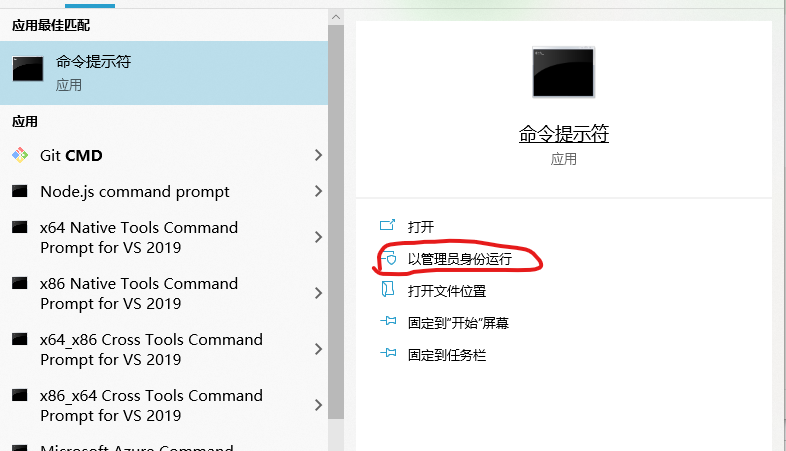 应用最佳匹配
命令提示符
应用
应用
Git CMD
Node.js command prompt
x64 Native Tools Command
Prompt for VS 2019
x86 Native Tools Command
Prompt for VS 2019
x64_x86 Cross Tools Command
Prompt for VS 2019
x86_x64 Cross Tools Command
Prompt for VS 2019
Microsoft Azure Command
命令提示符
应用
打开
以管理员身份运行
打开文件位置
固定到"开始"屏幕
固定到任务栏